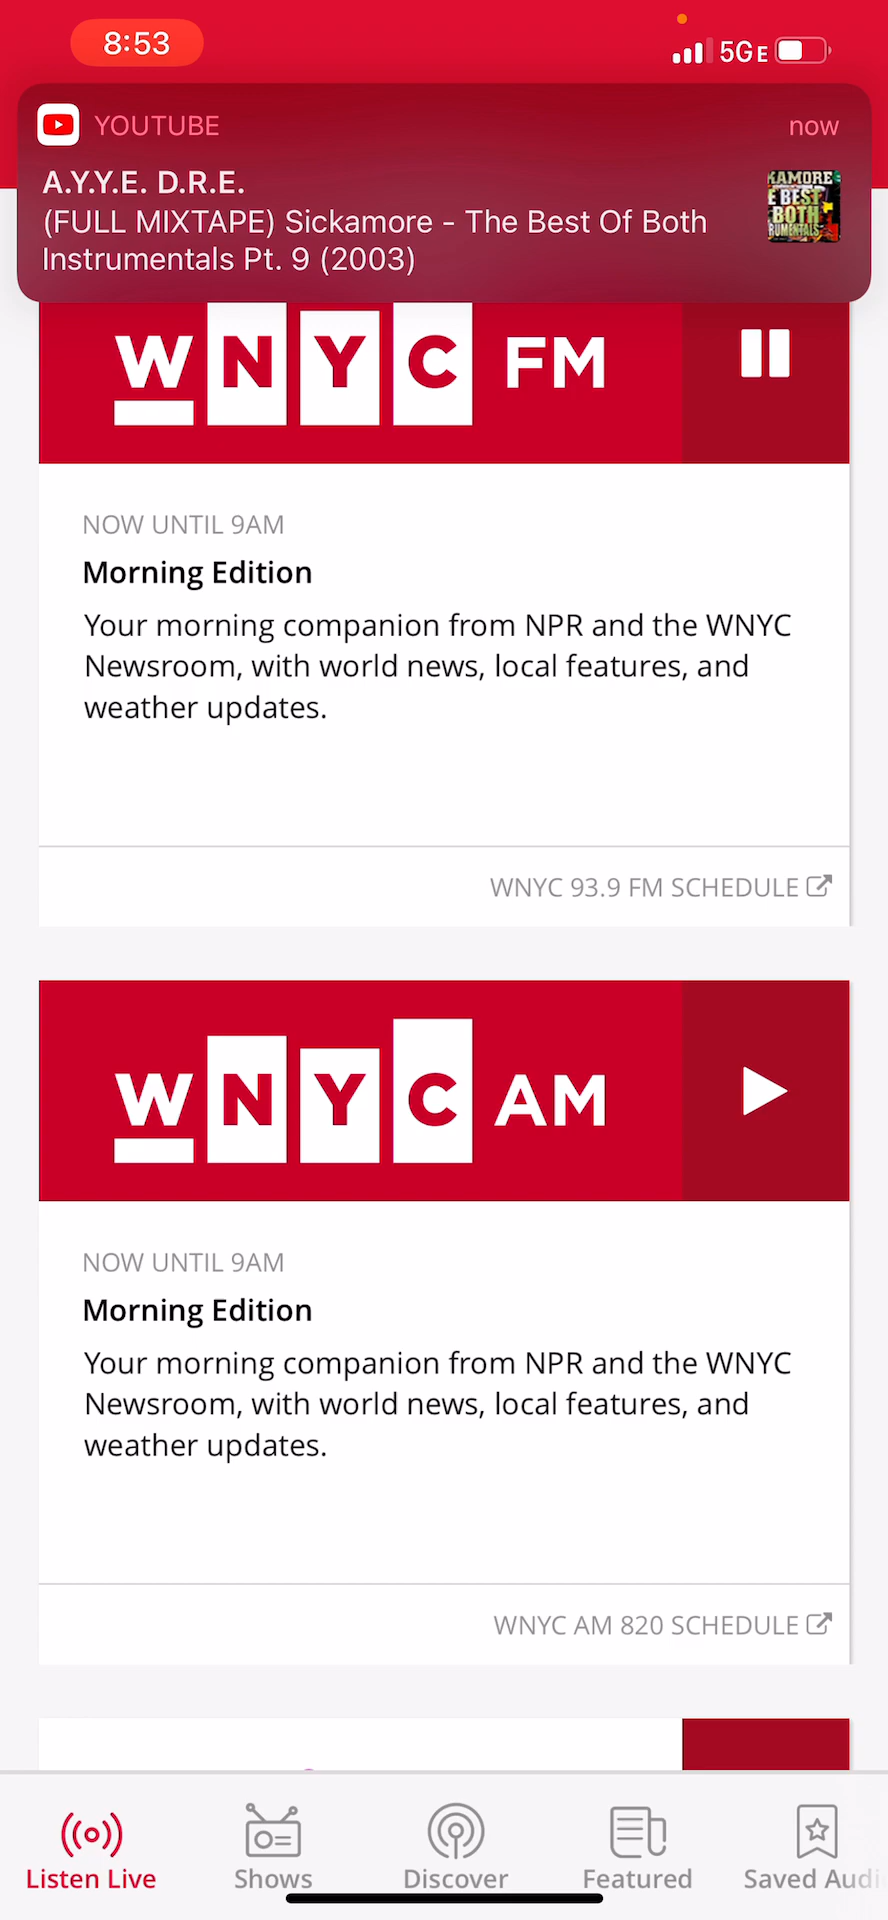 8:53
5GE
YOUTUBE
now
A.Y.Y.E. D.R.E.
(FULL MIXTAPE) Sickamore - The Best Of Both
Instrumentals Pt. 9 (2003)
KAMORE
E BEST
BOTH
RUMENTALS
WNYC FM
NOW UNTIL 9AM
Morning Edition
Your morning companion from NPR and the WNYC
Newsroom, with world news, local features, and
weather updates.
WNYC 93.9 FM SCHEDULE
WNYC AM
NOW UNTIL 9AM
Morning Edition
Your morning companion from NPR and the WNYC
Newsroom, with world news, local features, and
weather updates.
WNYC AM 820 SCHEDULE
Listen Live
Shows
Discover
Featured
Saved Audi